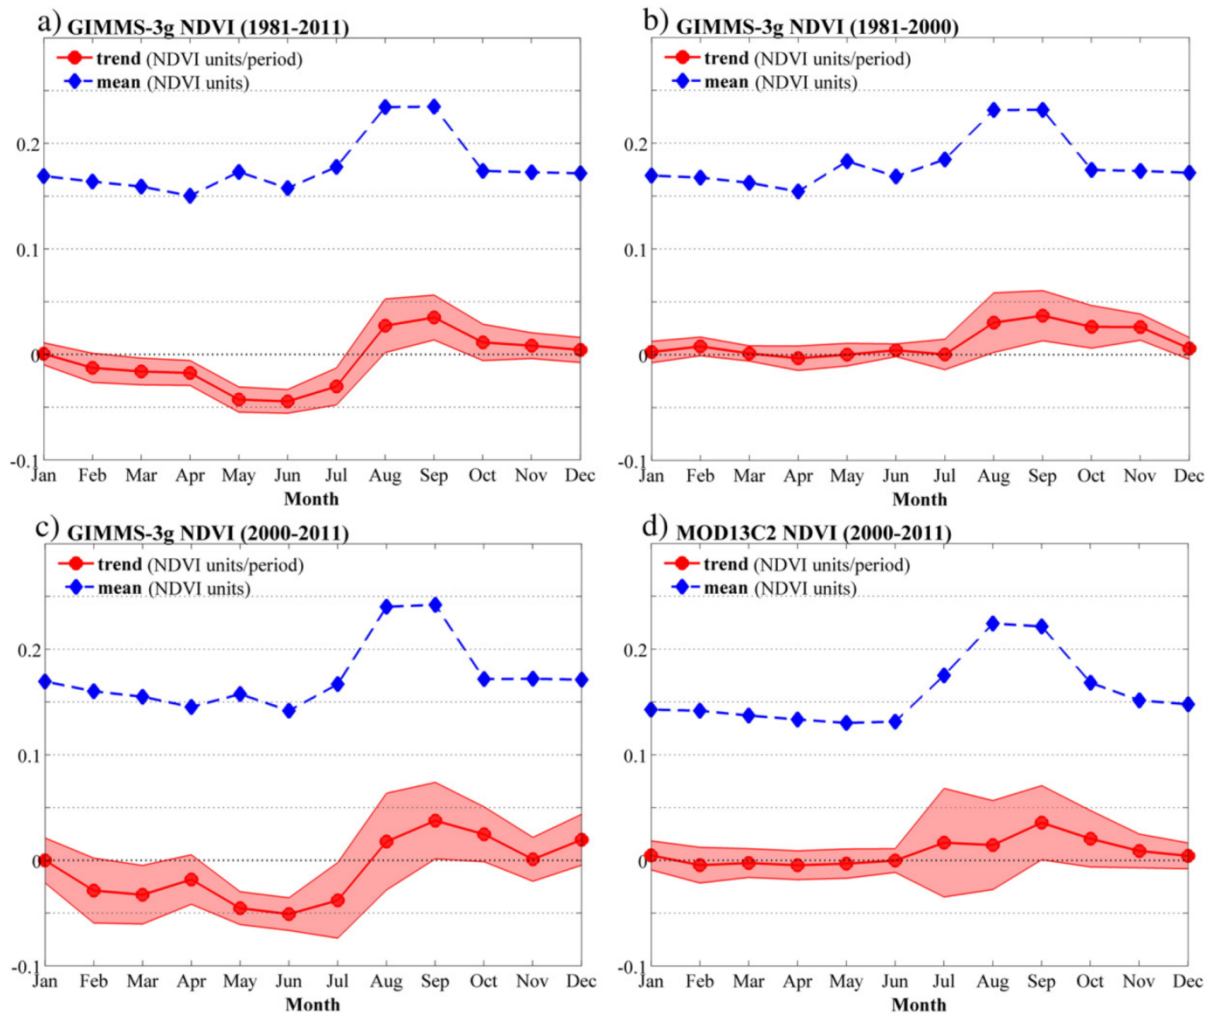 a) GIMMS-3g NDVI (1981-2011)
trend (NDVI units/period)
mean (NDVI units)
0.2
0.1
0
-0.1
Jan Feb Mar Apr May Jun Jul Aug Sep Oct Nov Dec
Month
b) GIMMS-3g NDVI (1981-2000)
trend (NDVI units/period)
mean (NDVI units)
0.2
0.1
0
-0.1
Jan Feb Mar Apr May Jun Jul Aug Sep Oct Nov Dec
Month
c) GIMMS-3g NDVI (2000-2011)
trend (NDVI units/period)
mean (NDVI units)
0.2
0.1
0
-0.1
Jan Feb Mar Apr May Jun Jul Aug Sep Oct Nov Dec
Month
d) MOD13C2 NDVI (2000-2011)
trend (NDVI units/period)
mean (NDVI units)
0.2
0.1
0
-0.1
Jan Feb Mar Apr May Jun Jul Aug Sep Oct Nov Dec
Month